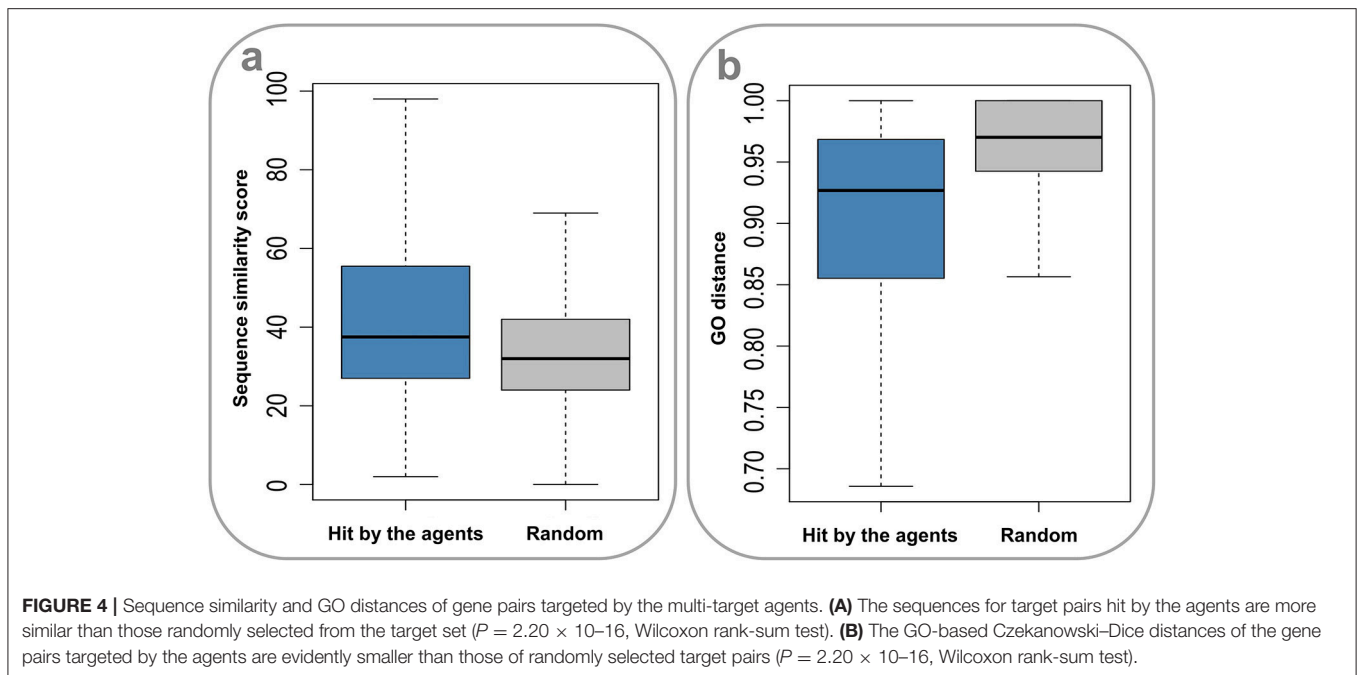 a
100
80
60
40
20
0
Sequence similarity score
Hit by the agents
Random
b
1.00
0.95
0.90
0.85
0.80
0.75
0.70
GO distance
Hit by the agents
Random
FIGURE 4 | Sequence similarity and GO distances of gene pairs targeted by the multi-target agents. (A) The sequences for target pairs hit by the agents are more
similar than those randomly selected from the target set (P = 2.20 × 10–16, Wilcoxon rank-sum test). (B) The GO-based Czekanowski–Dice distances of the gene
pairs targeted by the agents are evidently smaller than those of randomly selected target pairs (P = 2.20 × 10–16, Wilcoxon rank-sum test).